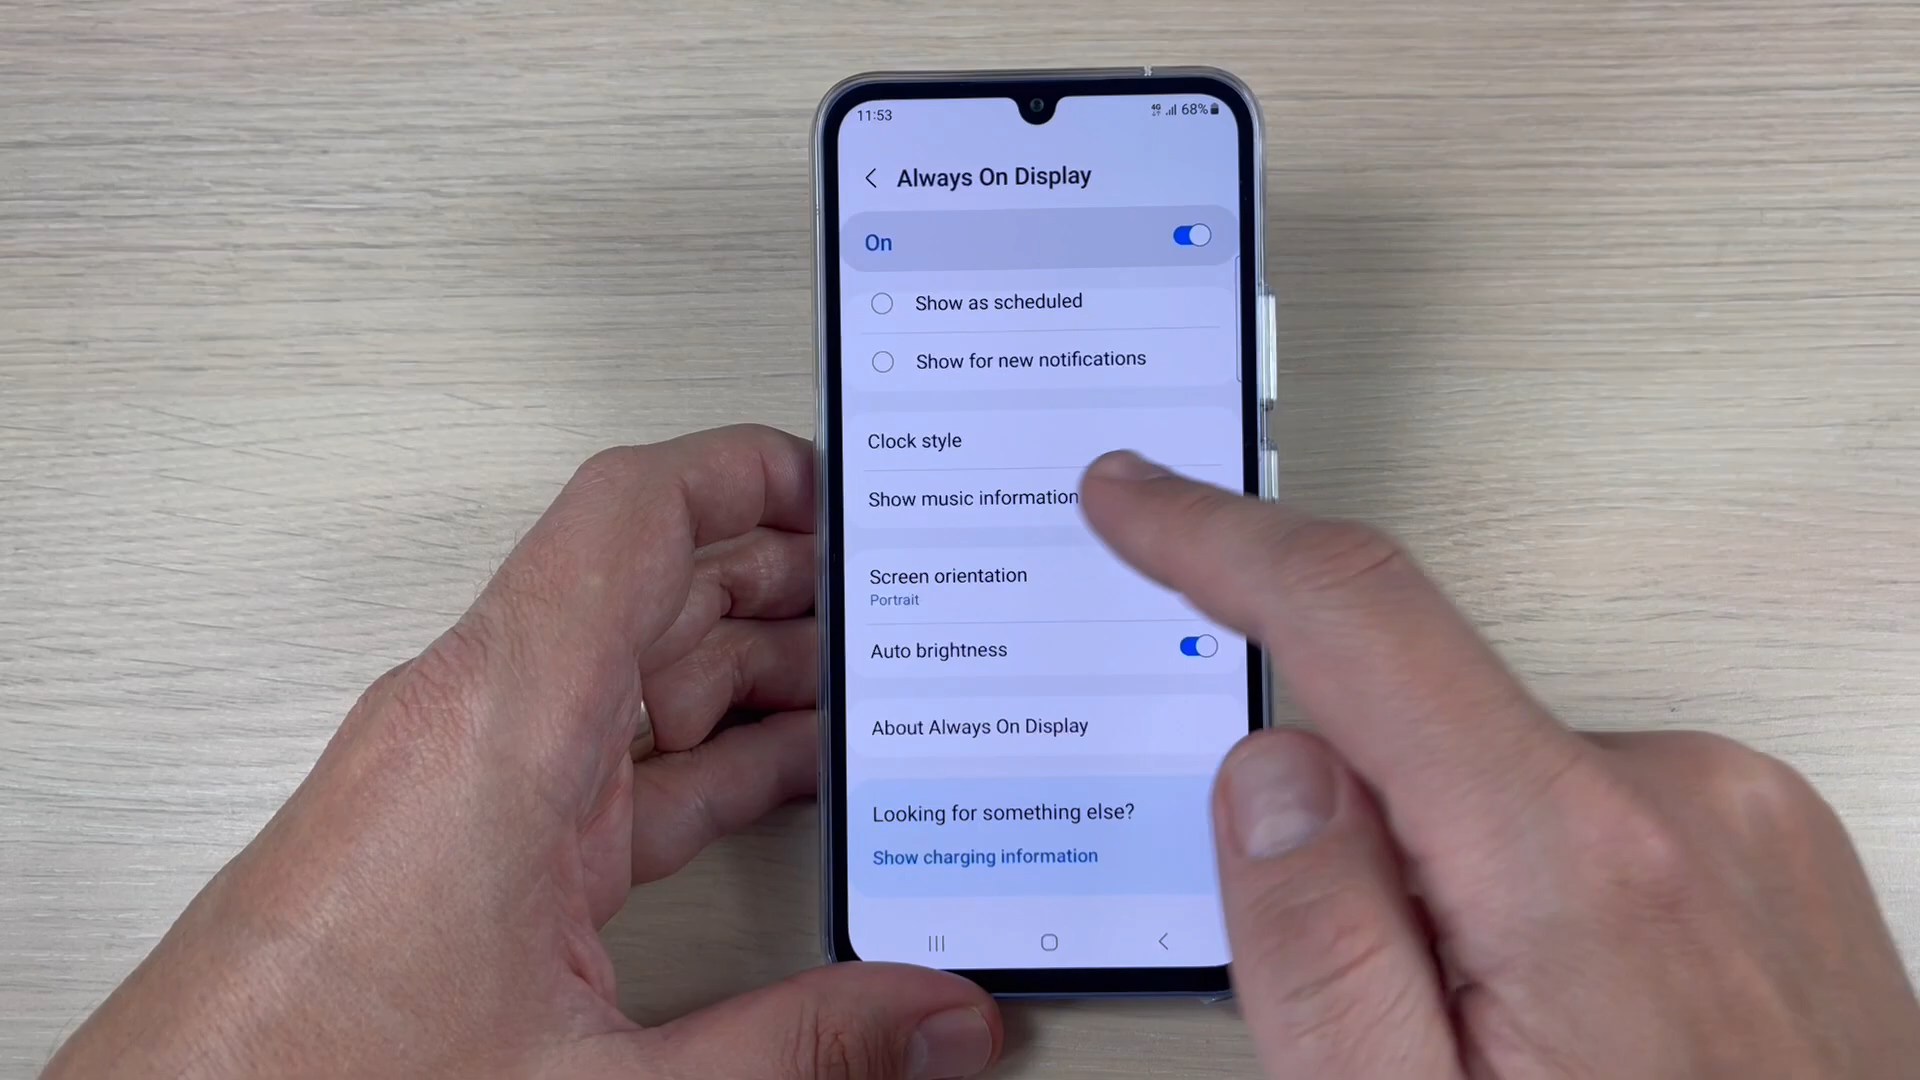 11:53
4G 68%
Always On Display
On
Show as scheduled
Show for new notifications
Clock style
Show music information
Screen orientation
Portrait
Auto brightness
About Always On Display
Looking for something else?
Show charging information